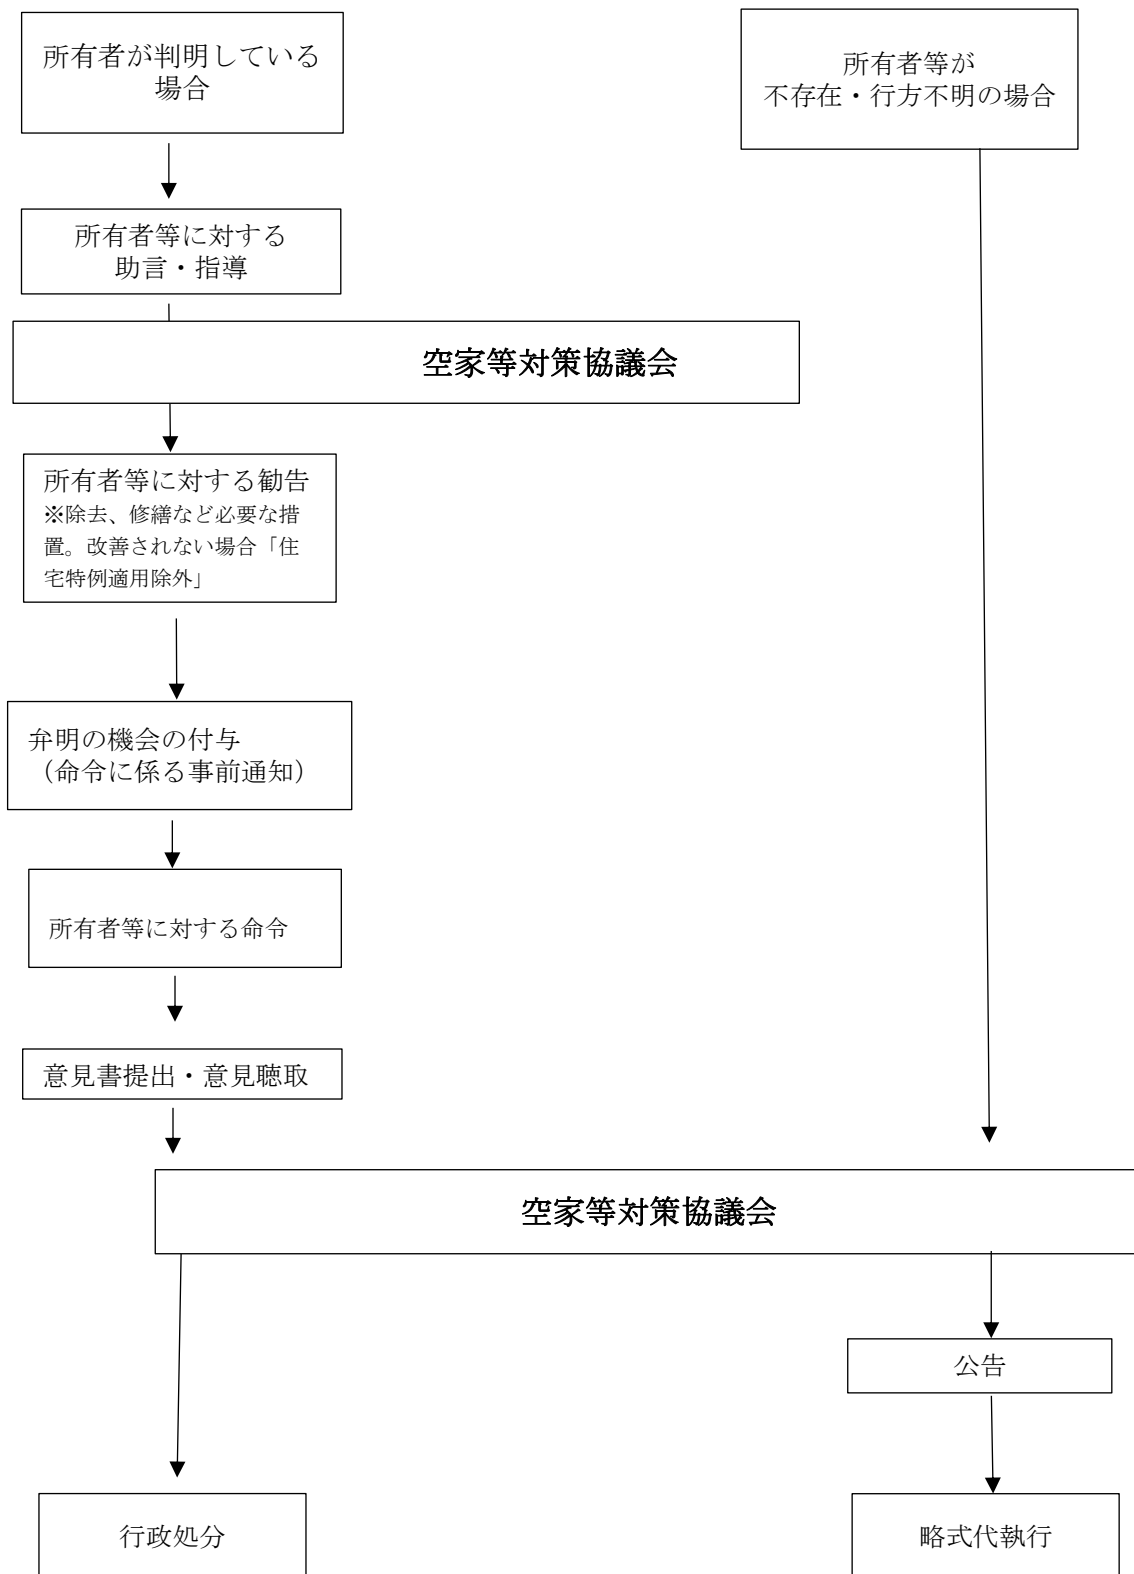 所有者が判明している
場合
所有者等が
不存在・行方不明の場合
所有者等に対する
助言・指導
空家等対策協議会
所有者等に対する勧告
※除去、修繕など必要な措
置。改善されない場合「住
宅特例適用除外」
弁明の機会の付与
（命令に係る事前通知）
所有者等に対する命令
意見書提出・意見聴取
空家等対策協議会
公告
行政処分
略式代執行